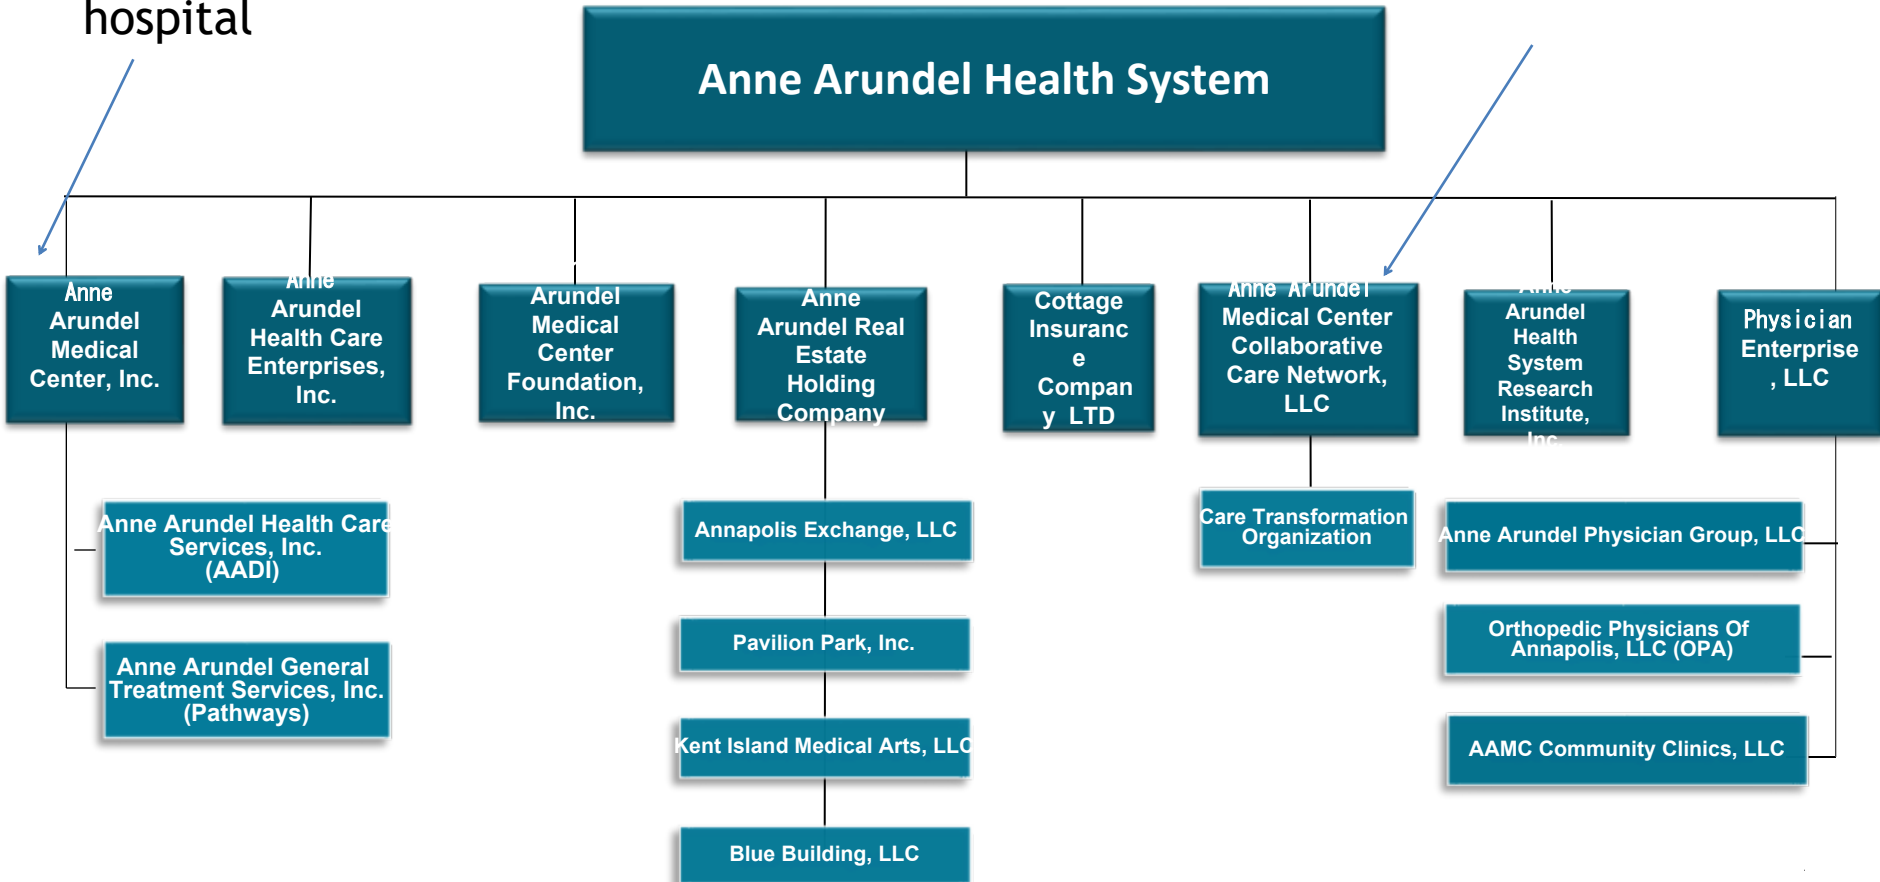 hospital
Anne Arundel Health System
Anne
Arundel
Medical
Center, Inc.
Anne
Arundel
Health Care
Enterprises,
Inc.
Arundel
Medical
Center
Foundation,
Inc.
Anne
Arundel Real
Estate
Holding
Company
Cottage
Insuranc
e
Compan
y LTD
Anne Arundel
Medical Center
Collaborative
Care Network,
LLC
Anne
Arundel
Health
System
Research
Institute,
Inc.
Physician
Enterprise
, LLC
Anne Arundel Health Care
Services, Inc.
(AADI)
Anne Arundel General
Treatment Services, Inc.
(Pathways)
Annapolis Exchange, LLC
Pavilion Park, Inc.
Kent Island Medical Arts, LLC
Blue Building, LLC
Care Transformation
Organization
Anne Arundel Physician Group, LLC
Orthopedic Physicians Of
Annapolis, LLC (OPA)
AAMC Community Clinics, LLC